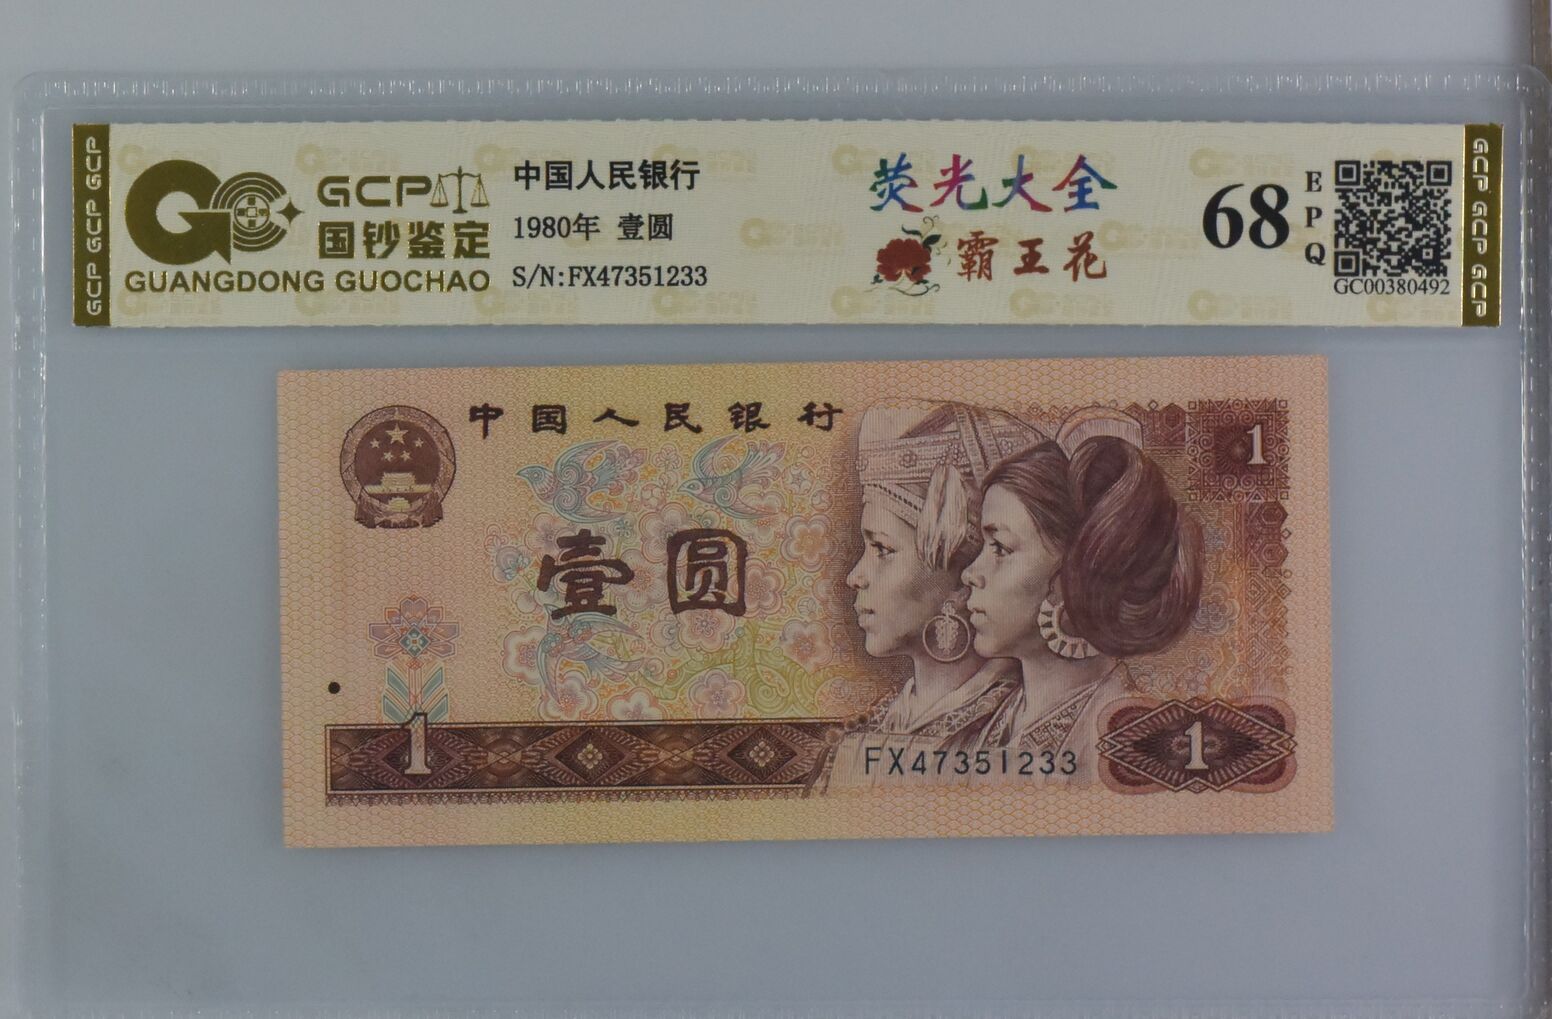 GCP GCP GCP
GCP
国钞鉴定
GUANGDONG GUOCHAO
中国人民银行
1980年 壹圆
S/N:FX47351233
荧光大全
霸王花
68
EPQ
GC00380492
GCP GCP GCP
中国人民银行
1
壹圆
1
FX47351233
1